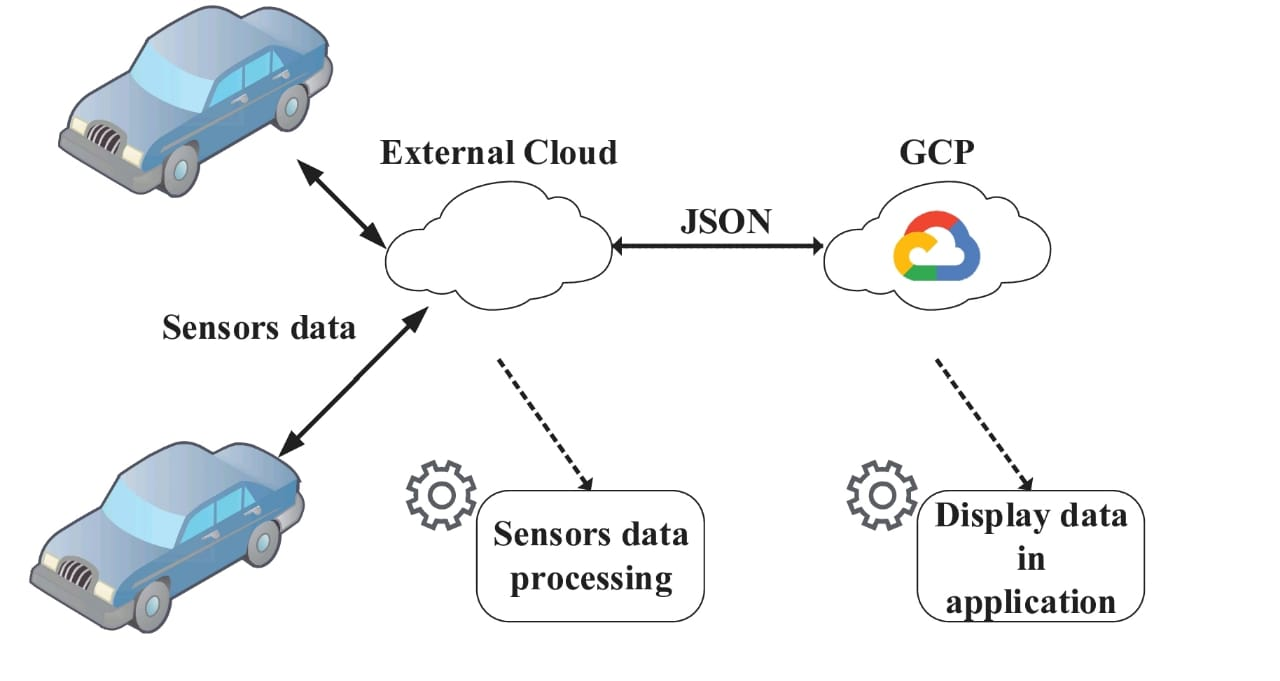 External Cloud
GCP
JSON
Sensors data
Sensors data
processing
Display data
in
application